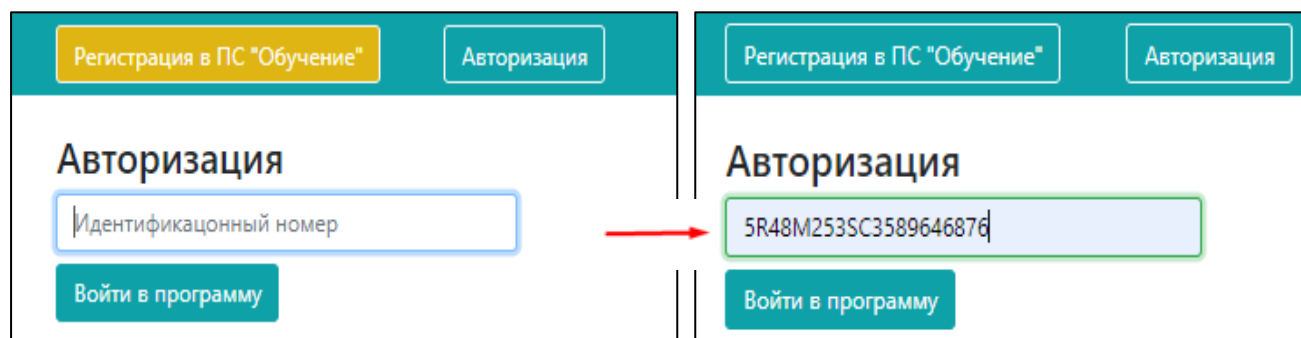 Регистрация в ПС "Обучение" Авторизация
Авторизация
Идентификацонный номер
Войти в программу
Регистрация в ПС "Обучение" Авторизация
Авторизация
5R48M253SC3589646876
Войти в программу